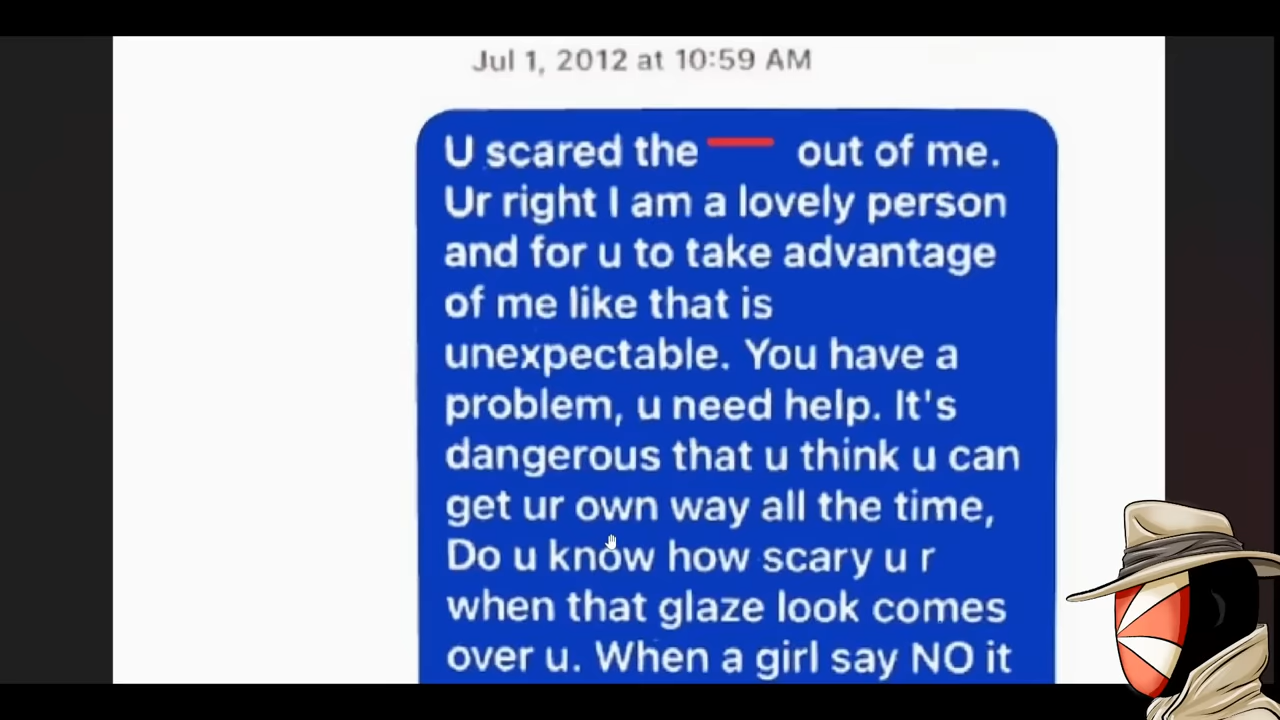 Jul 1, 2012 at 10:59 AM
U scared the out of me.
Ur right I am a lovely person
and for u to take advantage
of me like that is
unexpectable. You have a
problem, u need help. It's
dangerous that u think u can
get ur own way all the time,
Do u know how scary u r
when that glaze look comes
over u. When a girl say NO it